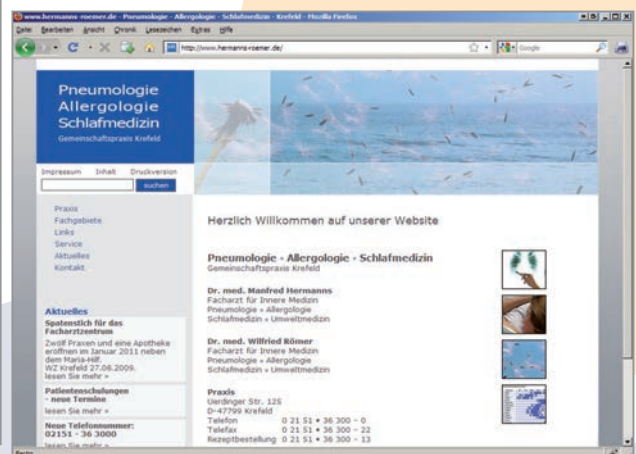 www.hermanns-roemer.de - Pneumologie - Allergologie - Schlafmedizin - Krefeld - Mozilla Firefox
Datei Bearbeiten Ansicht Chronik Lesezeichen Extras Hilfe
http://www.hermanns-roemer.de/
Google
Pneumologie
Allergologie
Schlafmedizin
Gemeinschaftspraxis Krefeld
Impressum Inhalt Druckversion
suchen
Praxis
Fachgebiete
Links
Service
Aktuelles
Kontakt
Aktuelles
Spatenstich für das
Facharztzentrum
Zwölf Praxen und eine Apotheke
eröffnen im Januar 2011 neben
dem Maria-Hilf.
WZ Krefeld 27.08.2009.
lesen Sie mehr »
Patientenschulungen
- neue Termine
lesen Sie mehr »
Neue Telefonnummer:
02151 - 36 3000
lesen Sie mehr »
Herzlich Willkommen auf unserer Website
Pneumologie • Allergologie • Schlafmedizin
Gemeinschaftspraxis Krefeld
Dr. med. Manfred Hermanns
Facharzt für Innere Medizin
Pneumologie • Allergologie
Schlafmedizin • Umweltmedizin
Dr. med. Wilfried Römer
Facharzt für Innere Medizin
Pneumologie • Allergologie
Schlafmedizin • Umweltmedizin
Praxis
Uerdinger Str. 125
D-47799 Krefeld
Telefon 0 21 51 • 36 300 - 0
Telefax 0 21 51 • 36 300 - 22
Rezeptbestellung 0 21 51 • 36 300 - 13
Fertig